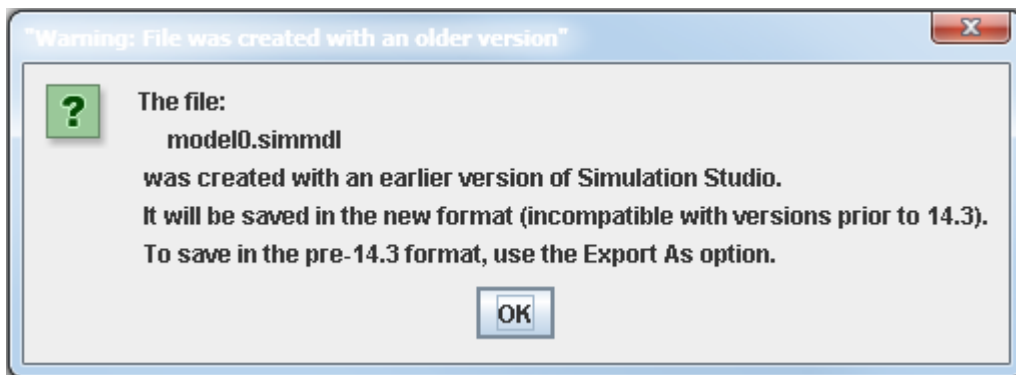 "Warning: File was created with an older version"
The file:
model0.simmdl
was created with an earlier version of Simulation Studio.
It will be saved in the new format (incompatible with versions prior to 14.3).
To save in the pre-14.3 format, use the Export As option.
OK